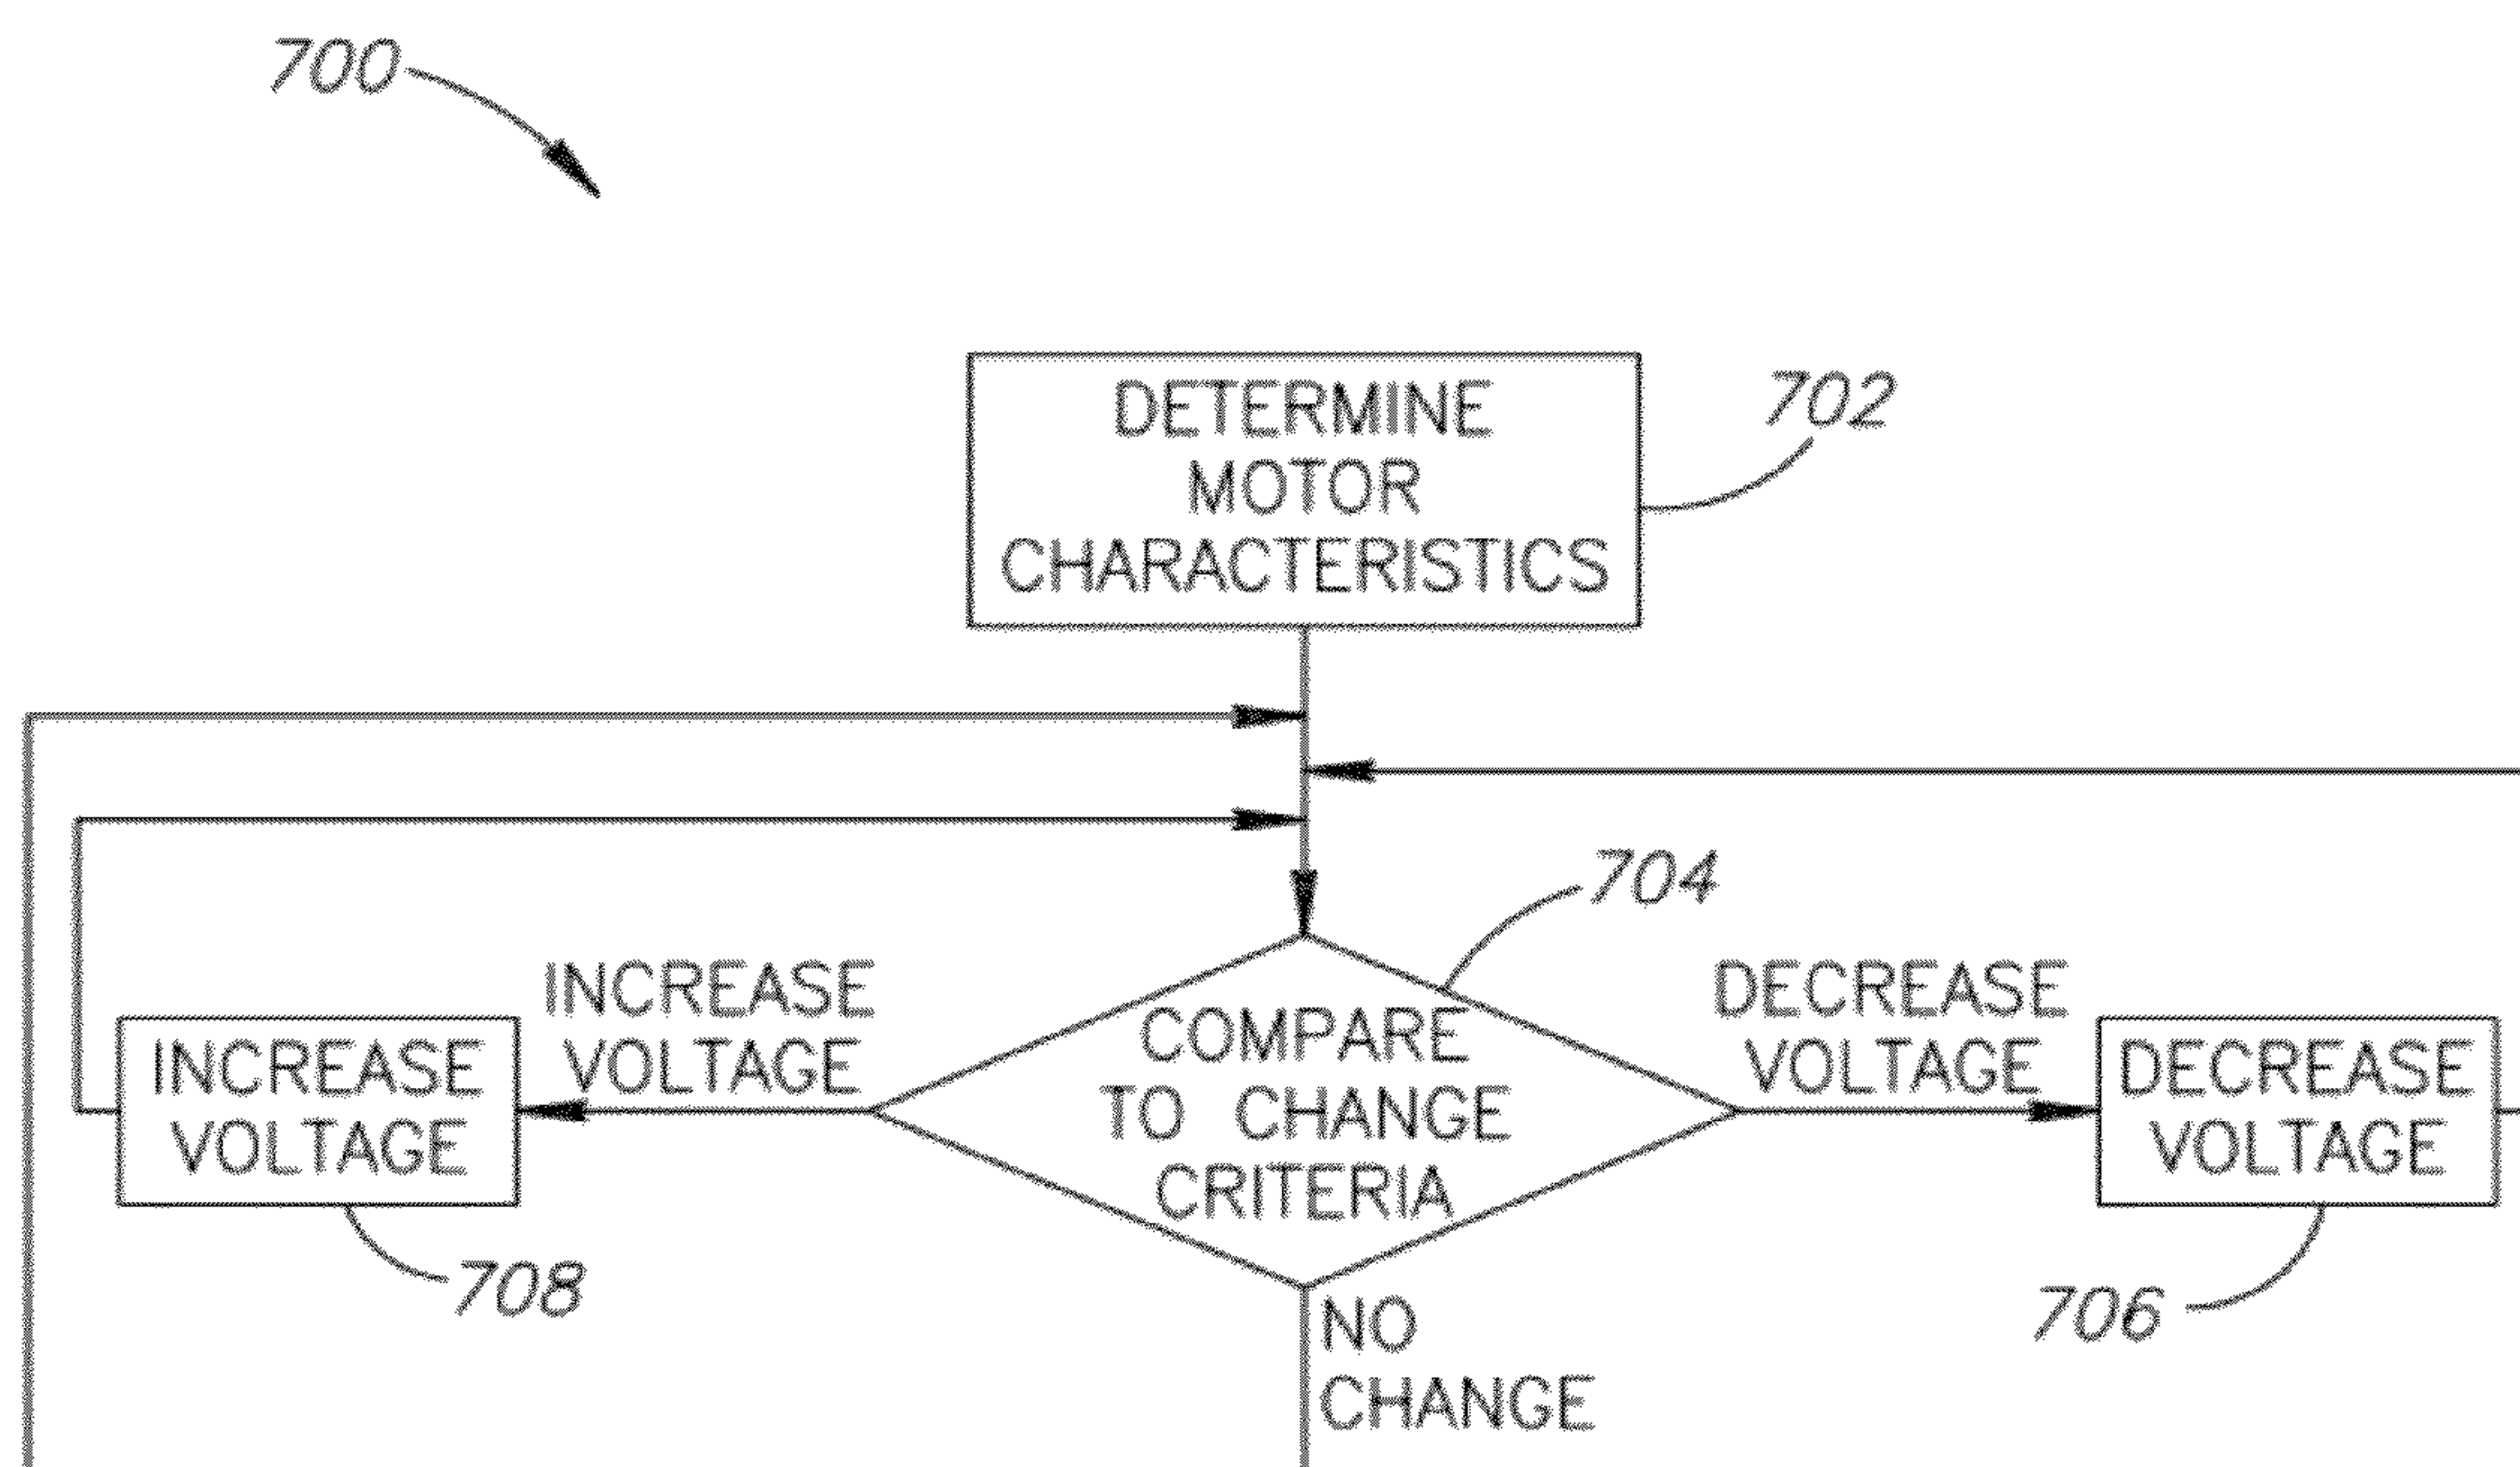 700
DETERMINE
MOTOR
CHARACTERISTICS
702
704
INCREASE
VOLTAGE
INCREASE
VOLTAGE
708
COMPARE
TO CHANGE
CRITERIA
DECREASE
VOLTAGE
DECREASE
VOLTAGE
706
NO
CHANGE